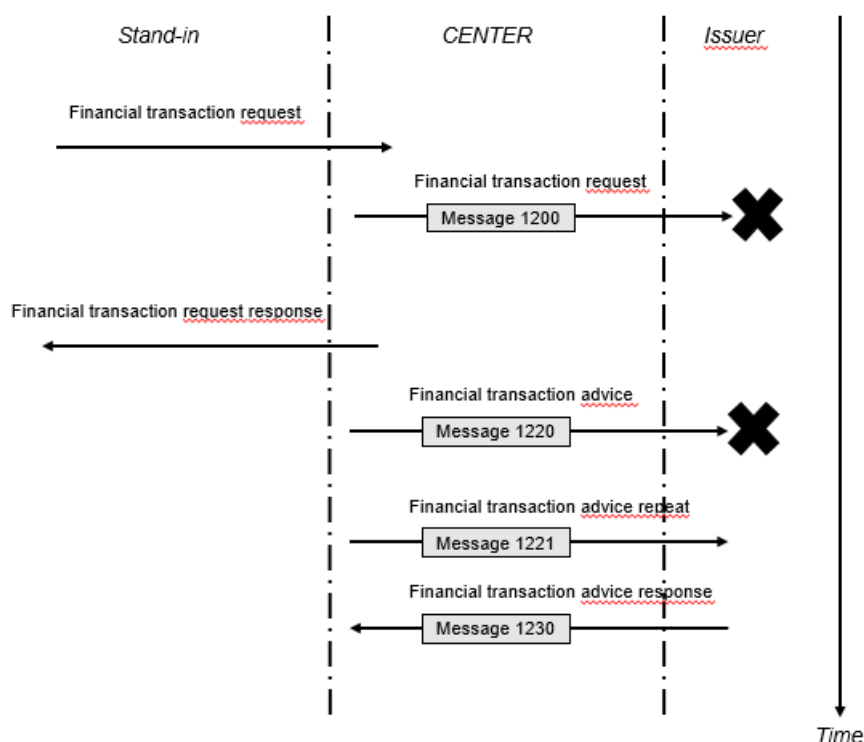 Stand-in
CENTER
Issuer
Financial transaction request
Financial transaction request
Message 1200
Financial transaction request response
Financial transaction advice
Message 1220
Financial transaction advice repeat
Message 1221
Financial transaction advice response
Message 1230
Time